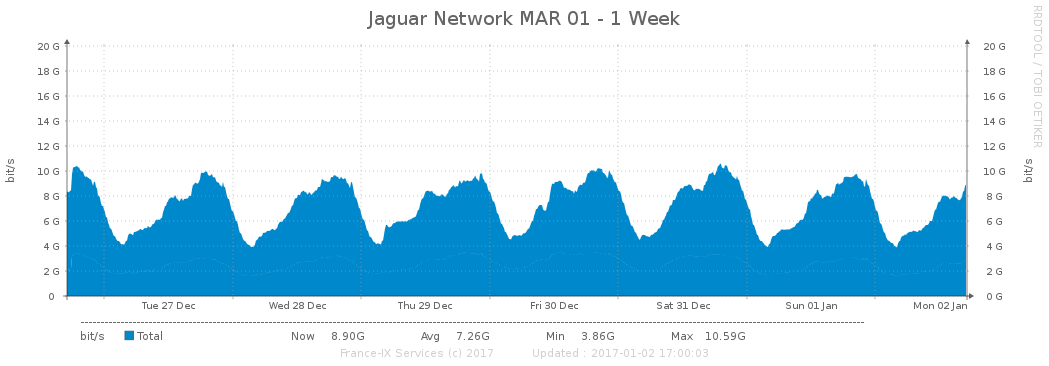 Jaguar Network MAR 01 - 1 Week
RRDTOOL / TOBI OETIKER
bit/s
20 G
18 G
16 G
14 G
12 G
10 G
8 G
6 G
4 G
2 G
0
20 G
18 G
16 G
14 G
12 G
10 G
8 G
6 G
4 G
2 G
0 G
bit/s
Tue 27 Dec Wed 28 Dec Thu 29 Dec Fri 30 Dec Sat 31 Dec Sun 01 Jan Mon 02 Jan
bit/s Total Now 8.90G Avg 7.26G Min 3.86G Max 10.59G
France-IX Services (c) 2017 Updated : 2017-01-02 17:00:03